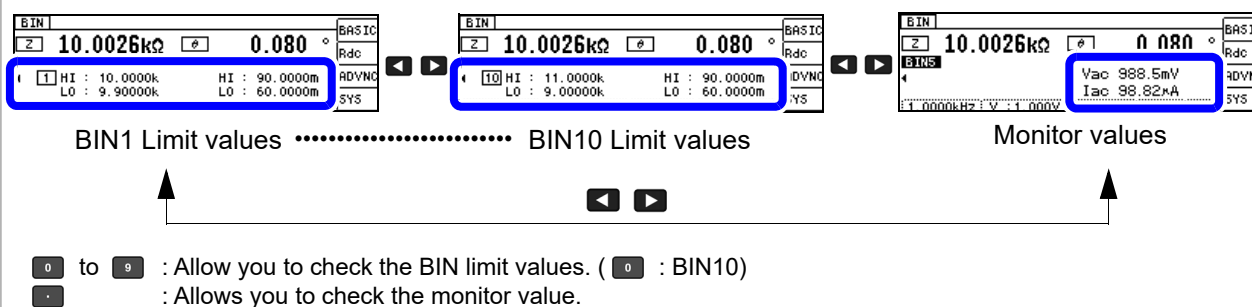 BIN
BASIC
Z 10.0026kΩ θ 0.080 °
Rdc
1 HI : 10.0000k HI : 90.0000m
ADVNC
LO : 9.90000k LO : 60.0000m
SYS
BIN1 Limit values
BIN
BASIC
Z 10.0026kΩ θ 0.080 °
Rdc
10 HI : 11.0000k HI : 90.0000m
LO : 9.00000k LO : 60.0000m
BIN10 Limit values
BIN
Z 10.0026kΩ θ 0.080 °
Rdc
BIN5
Vac 988.5mV
Iac 98.82µA
SYS
1.0000kHz V :1.000V
Monitor values
0 to 9 : Allow you to check the BIN limit values. ( 0 : BIN10)
. : Allows you to check the monitor value.